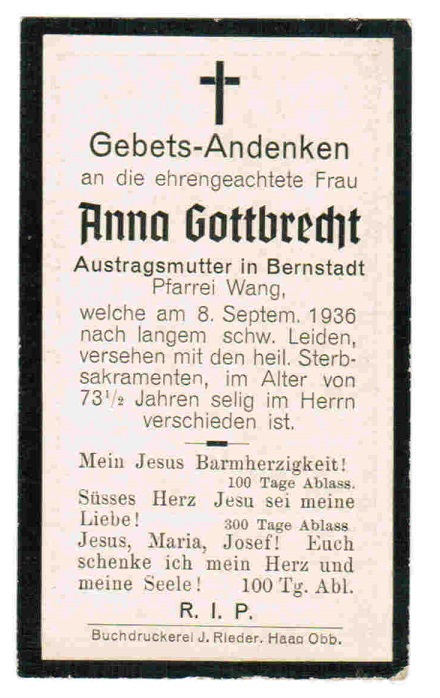 Gebets-Andenken
an die ehrengeachtete Frau
Anna Gottbrecht
Austragsmutter in Bernstadt
Pfarrei Wang,
welche am 8. Septem. 1936
nach langem schw. Leiden,
versehen mit den heil. Sterb-
sakramenten, im Alter von
73½ Jahren selig im Herrn
verschieden ist.
Mein Jesus Barmherzigkeit!
100 Tage Ablass.
Süsses Herz Jesu sei meine
Liebe! 300 Tage Ablass
Jesus, Maria, Josef! Euch
schenke ich mein Herz und
meine Seele! 100 Tg. Abl.
R. I. P.
Buchdruckerei J. Rieder. Haag Obb.